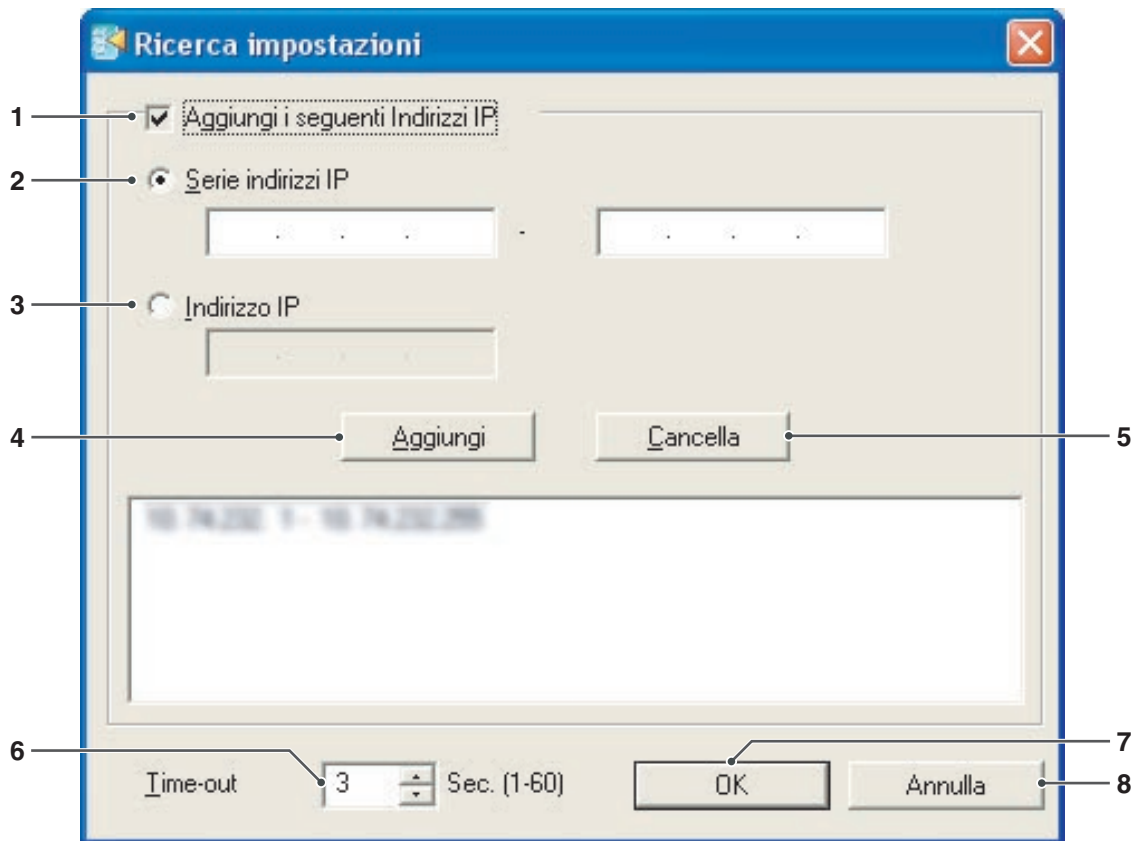 Ricerca impostazioni
1 Aggiungi i seguenti Indirizzi IP
2 Serie indirizzi IP
. . . - . . .
3 Indirizzo IP
. . .
4 Aggiungi Cancella 5
6 7
Time-out 3 Sec. (1-60) OK Annulla 8